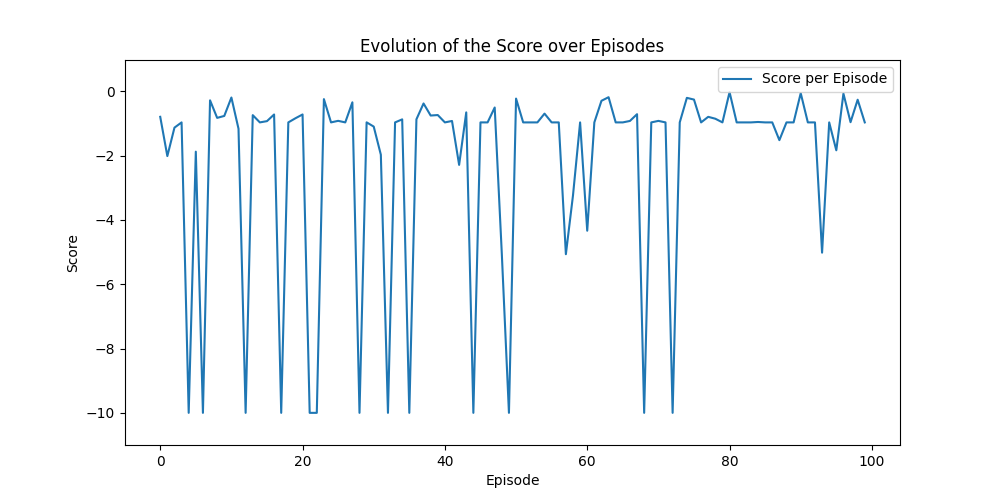 Evolution of the Score over Episodes
Score per Episode
0
−2
−4
−6
−8
−10
Score
0 20 40 60 80 100
Episode